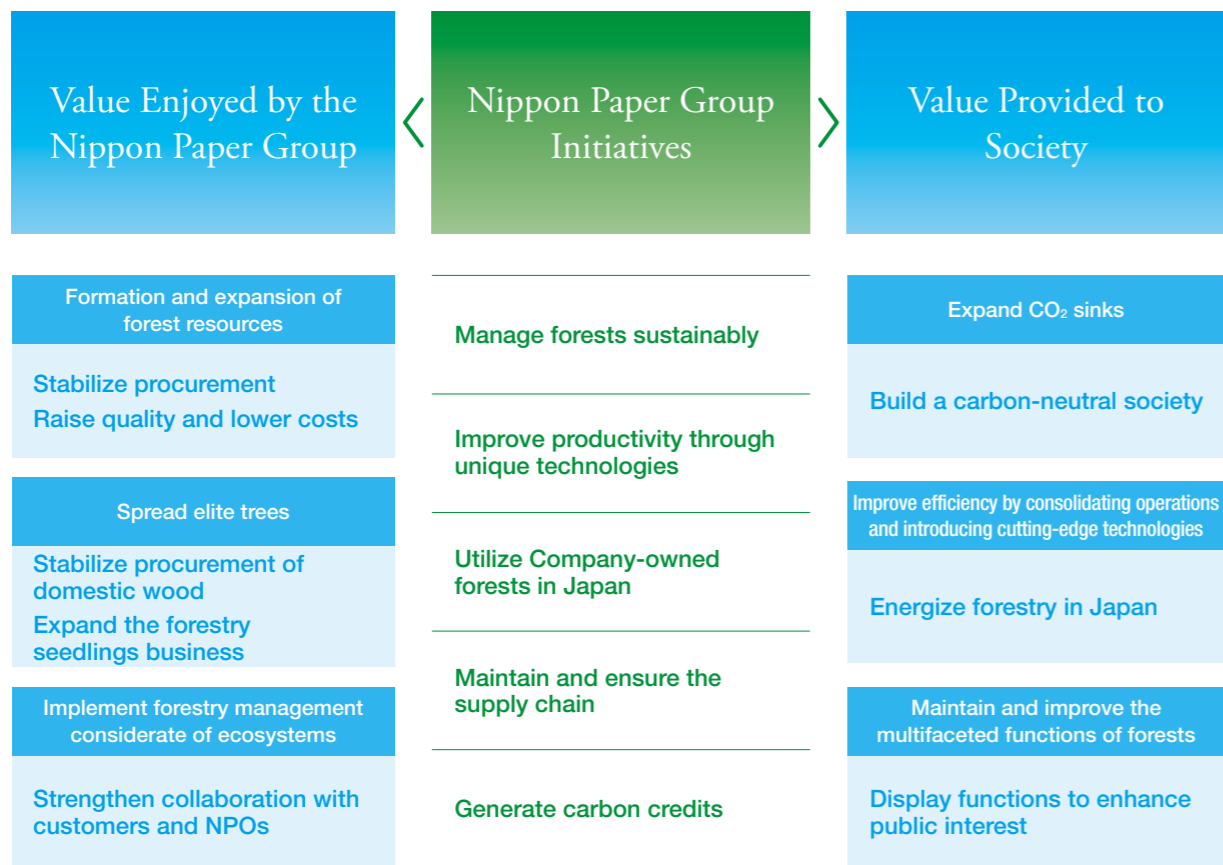 Value Enjoyed by the
Nippon Paper Group
Nippon Paper Group
Initiatives
Value Provided to
Society
Formation and expansion of
forest resources
Stabilize procurement
Raise quality and lower costs
Spread elite trees
Stabilize procurement of
domestic wood
Expand the forestry
seedlings business
Implement forestry management
considerate of ecosystems
Strengthen collaboration with
customers and NPOs
Manage forests sustainably
Improve productivity through
unique technologies
Utilize Company-owned
forests in Japan
Maintain and ensure the
supply chain
Generate carbon credits
Expand CO₂ sinks
Build a carbon-neutral society
Improve efficiency by consolidating operations
and introducing cutting-edge technologies
Energize forestry in Japan
Maintain and improve the
multifaceted functions of forests
Display functions to enhance
public interest